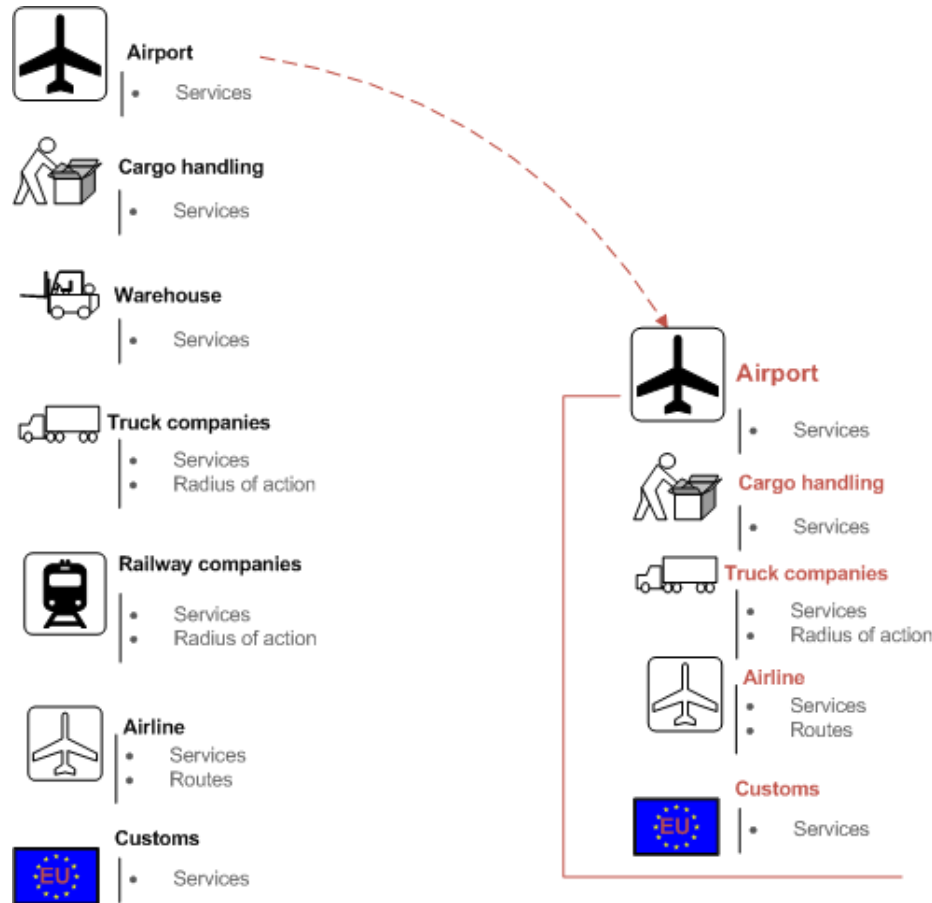 Airport
• Services
Cargo handling
• Services
Warehouse
• Services
Truck companies
• Services
• Radius of action
Railway companies
• Services
• Radius of action
Airline
• Services
• Routes
Customs
EU
• Services
Airport
• Services
Cargo handling
• Services
Truck companies
• Services
• Radius of action
Airline
• Services
• Routes
Customs
EU
• Services